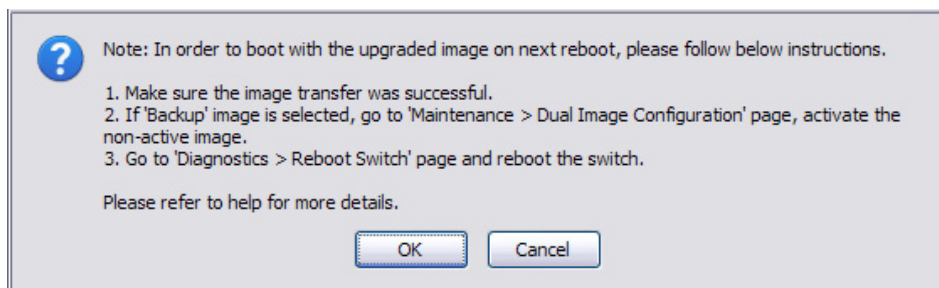 Note: In order to boot with the upgraded image on next reboot, please follow below instructions.
1. Make sure the image transfer was successful.
2. If 'Backup' image is selected, go to 'Maintenance > Dual Image Configuration' page, activate the
non-active image.
3. Go to 'Diagnostics > Reboot Switch' page and reboot the switch.
Please refer to help for more details.
OK
Cancel